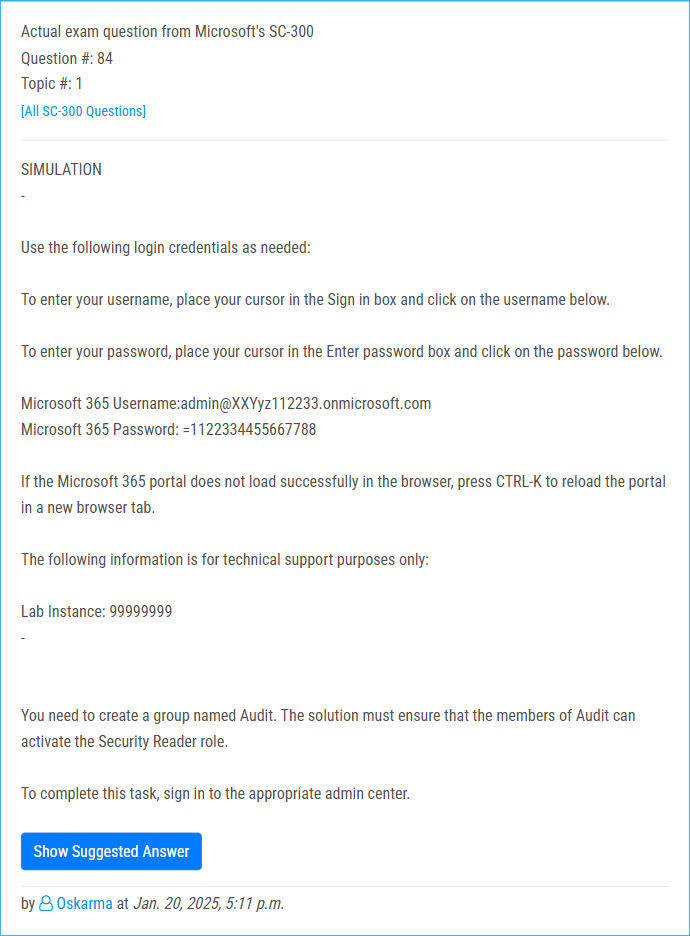 Actual exam question from Microsoft's SC-300
Question #: 84
Topic #: 1
[All SC-300 Questions]
SIMULATION
-
Use the following login credentials as needed:
To enter your username, place your cursor in the Sign in box and click on the username below.
To enter your password, place your cursor in the Enter password box and click on the password below.
Microsoft 365 Username:admin@XXYyz112233.onmicrosoft.com
Microsoft 365 Password: =1122334455667788
If the Microsoft 365 portal does not load successfully in the browser, press CTRL-K to reload the portal
in a new browser tab.
The following information is for technical support purposes only:
Lab Instance: 99999999
-
You need to create a group named Audit. The solution must ensure that the members of Audit can
activate the Security Reader role.
To complete this task, sign in to the appropriate admin center.
Show Suggested Answer
by Oskarma at Jan. 20, 2025, 5:11 p.m.